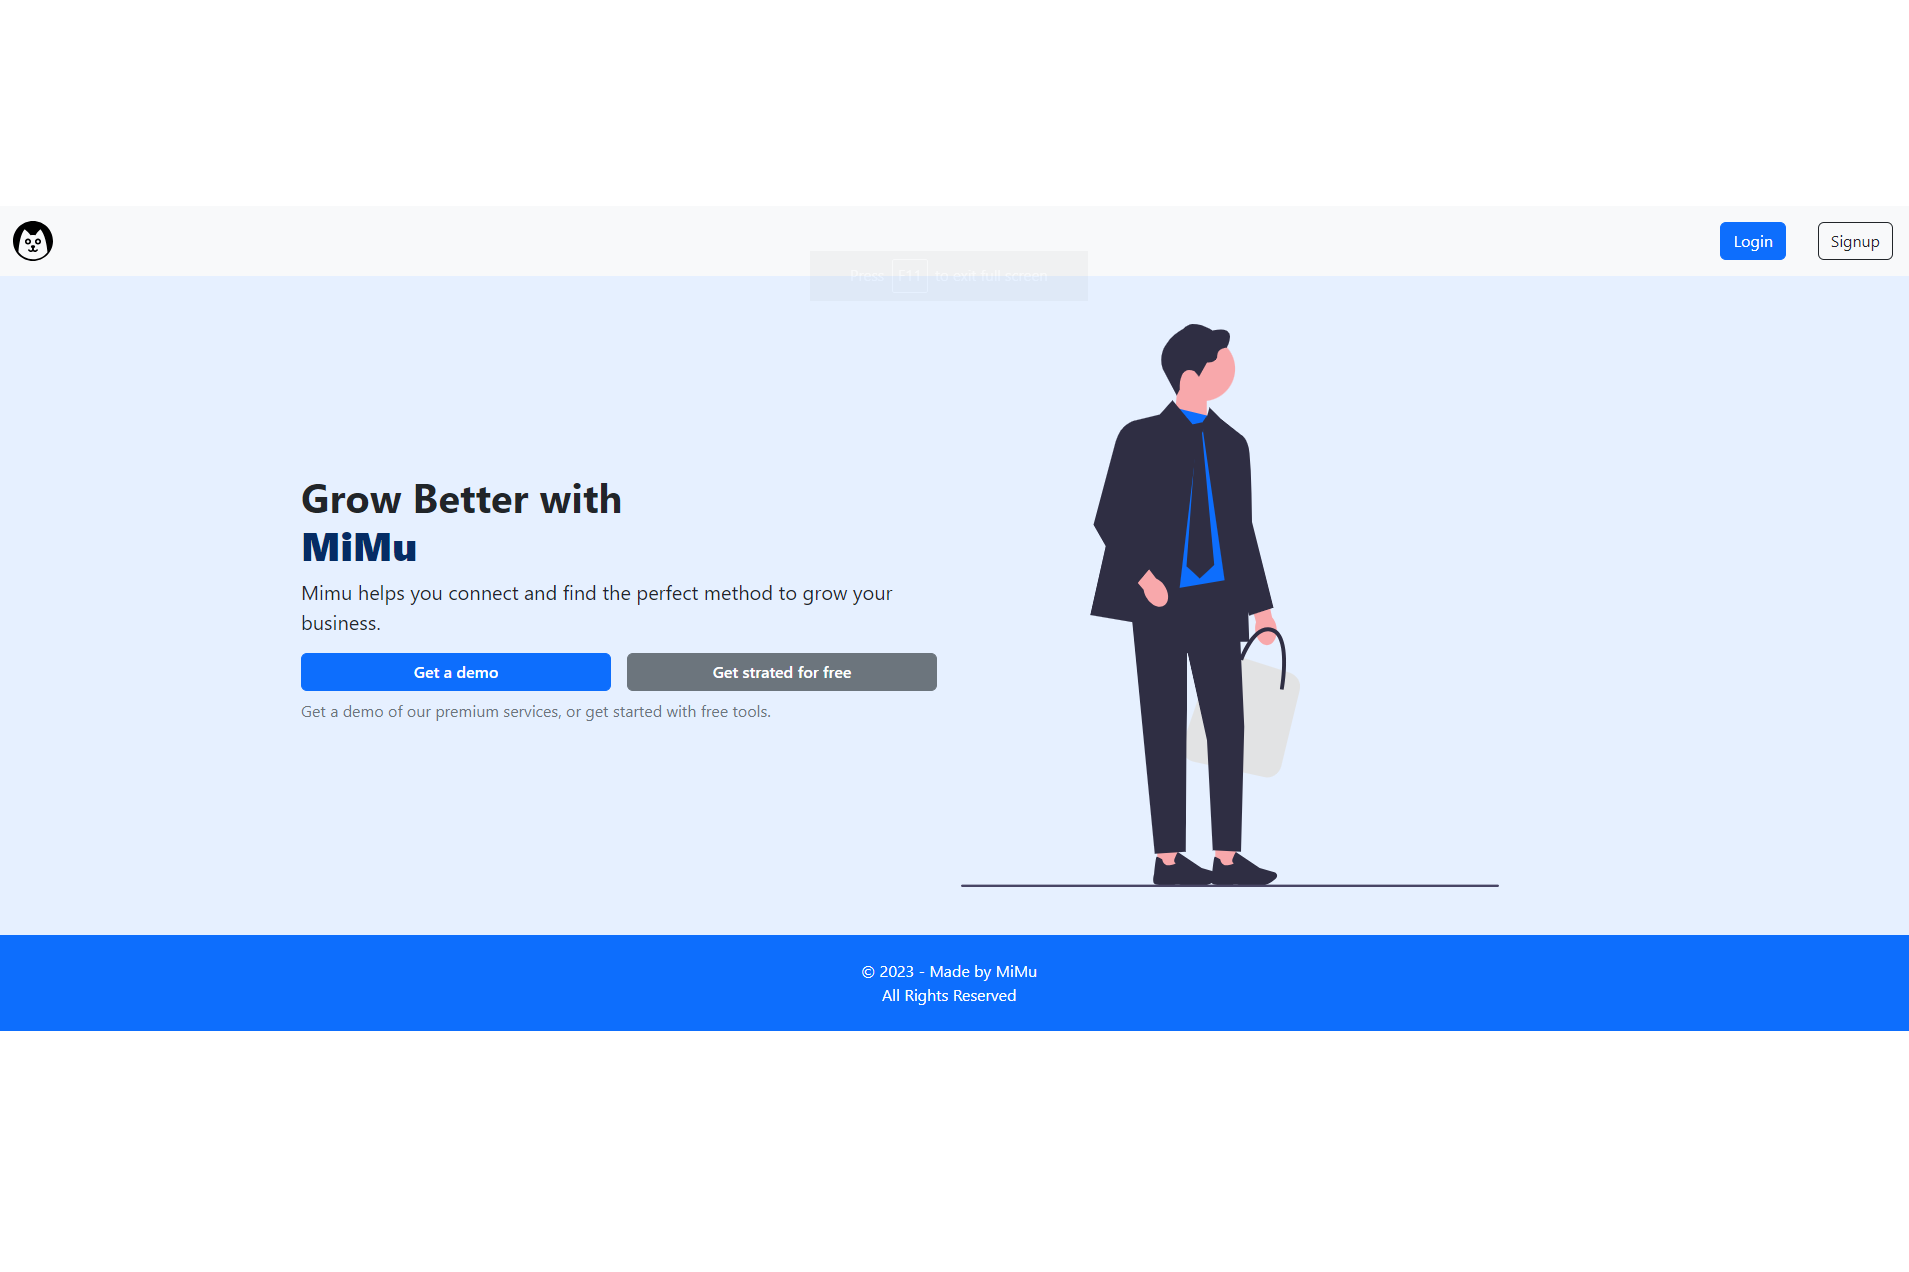 Login
Signup
Press F11 to exit full screen
Grow Better with
MiMu
Mimu helps you connect and find the perfect method to grow your
business.
Get a demo
Get strated for free
Get a demo of our premium services, or get started with free tools.
© 2023 - Made by MiMu
All Rights Reserved